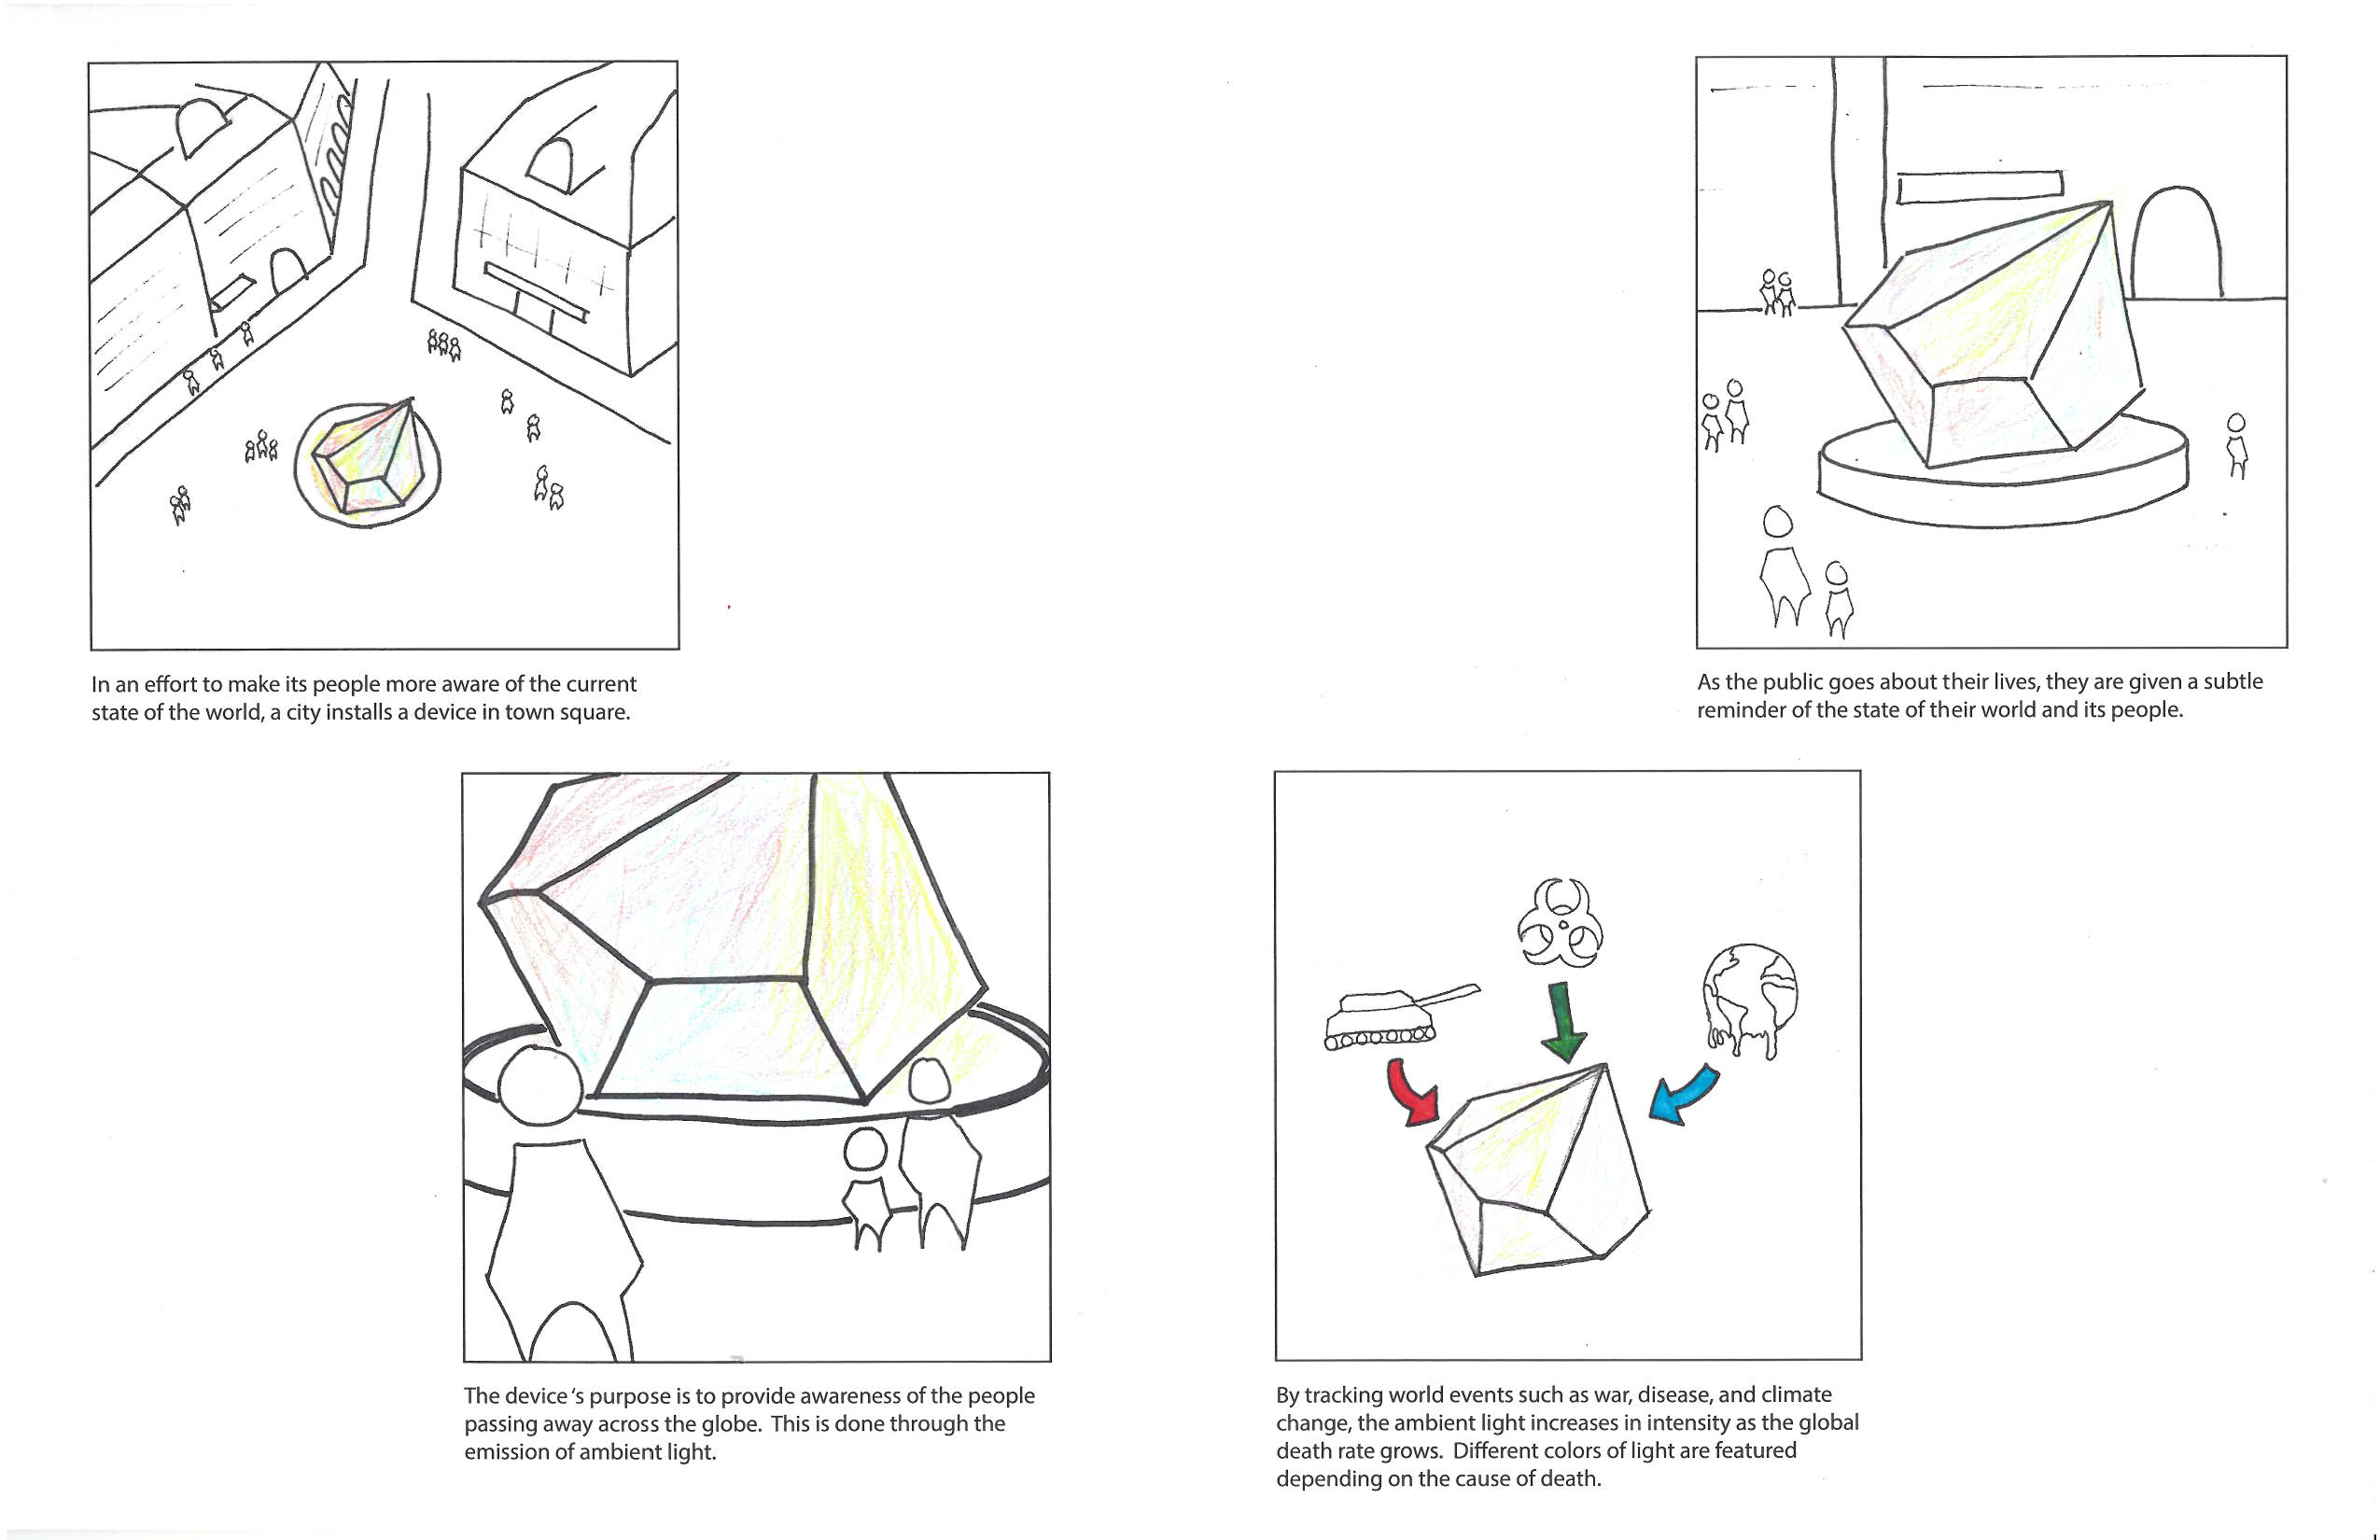 In an effort to make its people more aware of the current
state of the world, a city installs a device in town square.
As the public goes about their lives, they are given a subtle
reminder of the state of their world and its people.
The device's purpose is to provide awareness of the people
passing away across the globe.  This is done through the
emission of ambient light.
By tracking world events such as war, disease, and climate
change, the ambient light increases in intensity as the global
death rate grows.  Different colors of light are featured
depending on the cause of death.